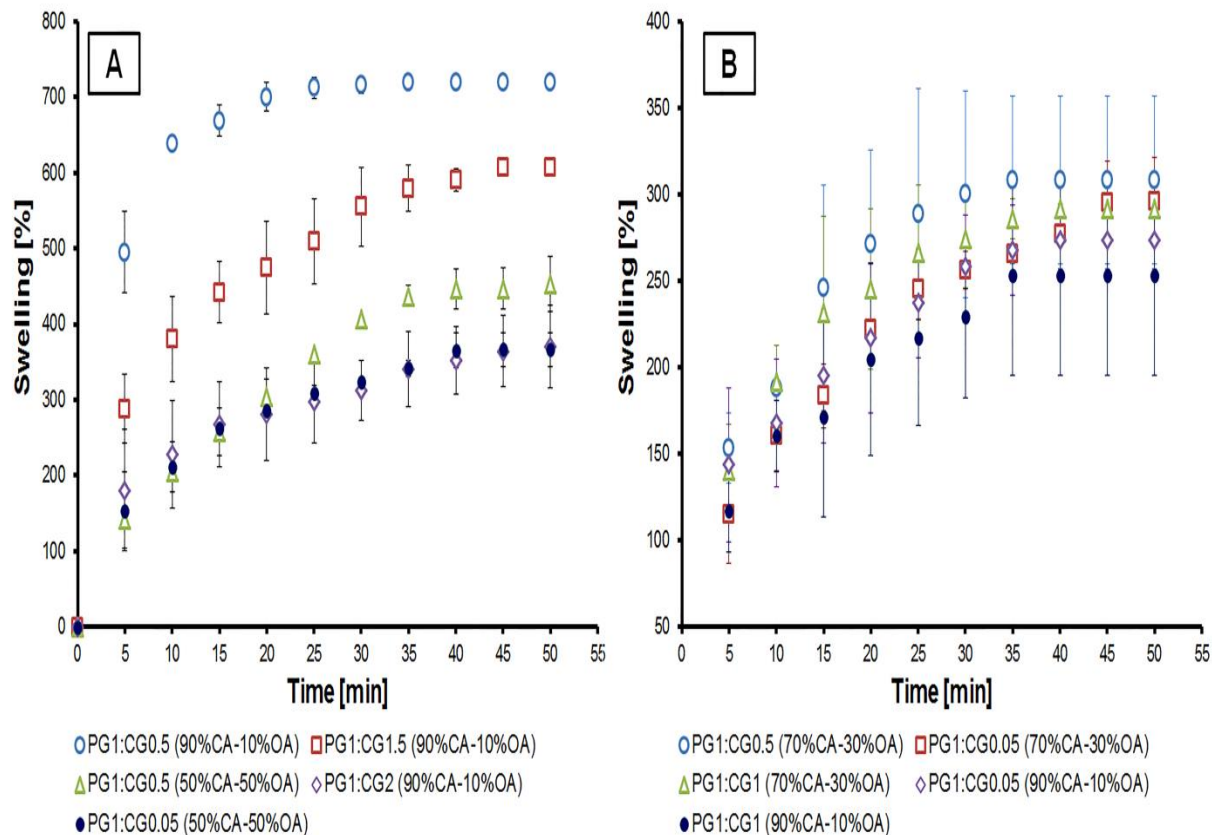 A
Swelling [%]
800
700
600
500
400
300
200
100
0
0 5 10 15 20 25 30 35 40 45 50 55
Time [min]
PG1:CG0.5 (90%CA-10%OA) PG1:CG1.5 (90%CA-10%OA)
PG1:CG0.5 (50%CA-50%OA) PG1:CG2 (90%CA-10%OA)
PG1:CG0.05 (50%CA-50%OA)
B
Swelling [%]
400
350
300
250
200
150
100
50
0 5 10 15 20 25 30 35 40 45 50 55
Time [min]
PG1:CG0.5 (70%CA-30%OA) PG1:CG0.05 (70%CA-30%OA)
PG1:CG1 (70%CA-30%OA) PG1:CG0.05 (90%CA-10%OA)
PG1:CG1 (90%CA-10%OA)